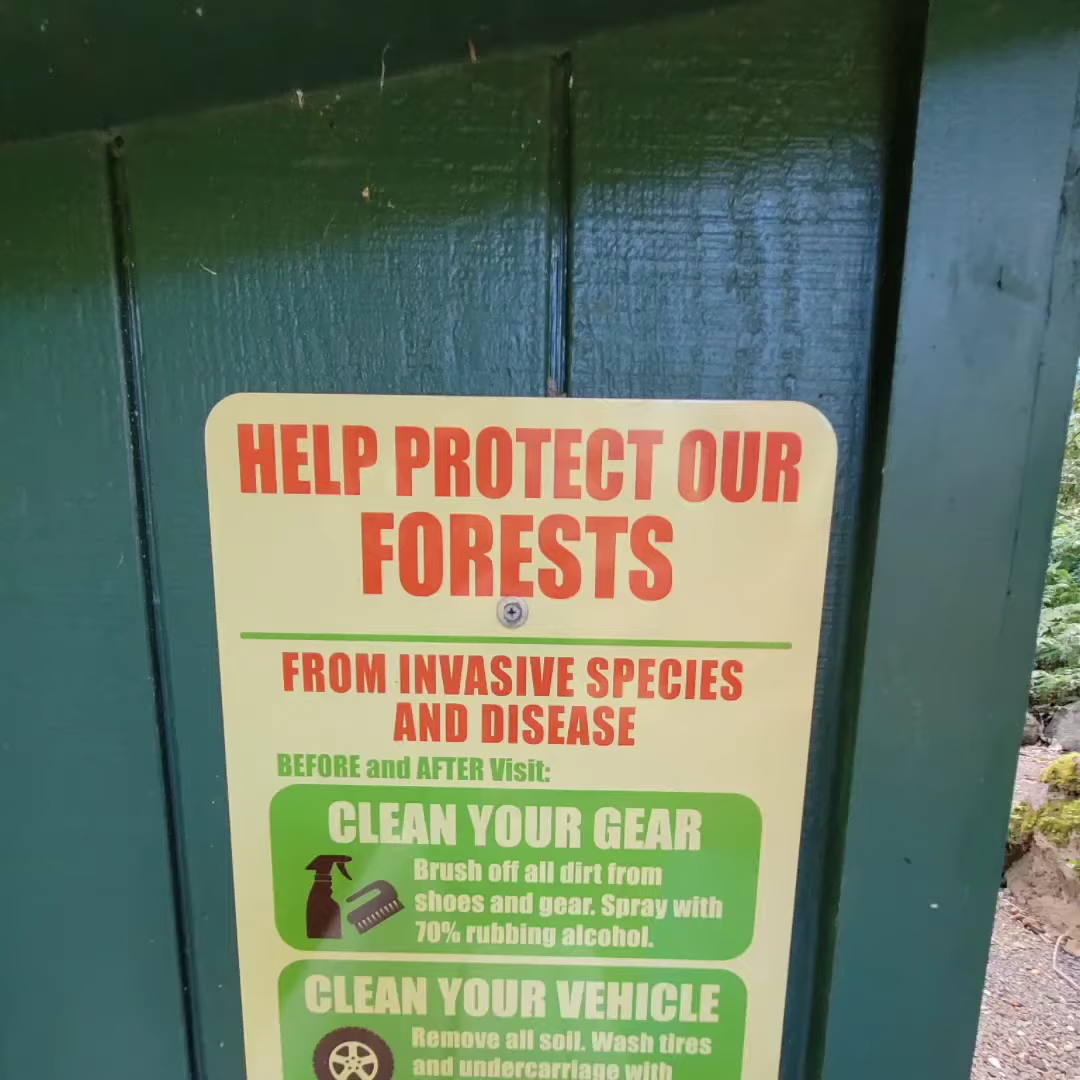 HELP PROTECT OUR
FORESTS
FROM INVASIVE SPECIES
AND DISEASE
BEFORE and AFTER Visit:
CLEAN YOUR GEAR
Brush off all dirt from
shoes and gear. Spray with
70% rubbing alcohol.
CLEAN YOUR VEHICLE
Remove all soil. Wash tires
and undercarriage with